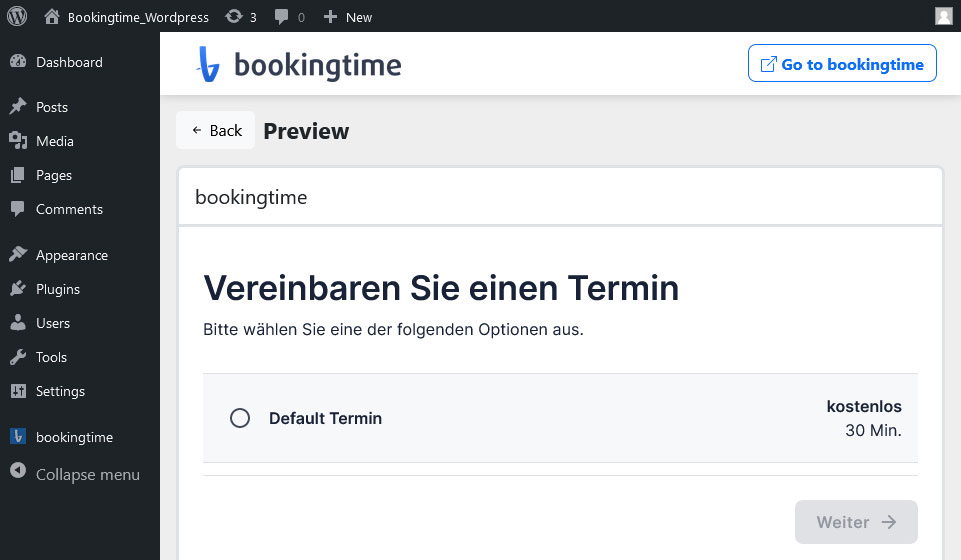 Bookingtime_Wordpress 3 0 New
Dashboard
Posts
Media
Pages
Comments
Appearance
Plugins
Users
Tools
Settings
bookingtime
Collapse menu
bookingtime
Go to bookingtime
Back
Preview
bookingtime
Vereinbaren Sie einen Termin
Bitte wählen Sie eine der folgenden Optionen aus.
Default Termin
kostenlos
30 Min.
Weiter